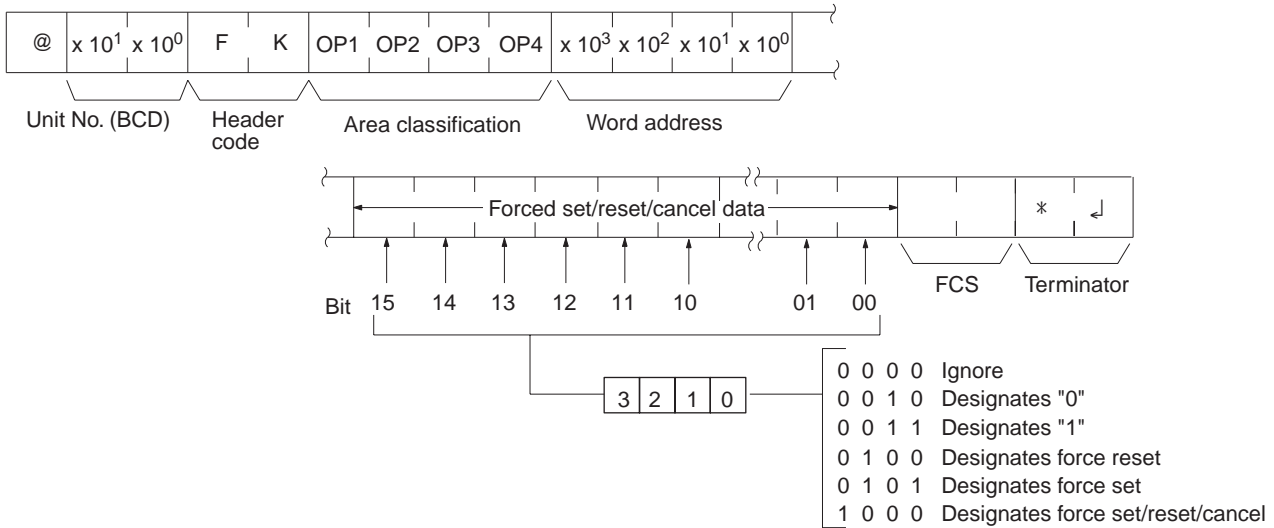 @ x 10¹ x 10⁰ F K OP1 OP2 OP3 OP4 x 10³ x 10² x 10¹ x 10⁰
Unit No. (BCD) Header code Area classification Word address
Forced set/reset/cancel data * ↵
FCS Terminator
Bit 15 14 13 12 11 10 01 00
3 2 1 0
0 0 0 0 Ignore
0 0 1 0 Designates "0"
0 0 1 1 Designates "1"
0 1 0 0 Designates force reset
0 1 0 1 Designates force set
1 0 0 0 Designates force set/reset/cancel